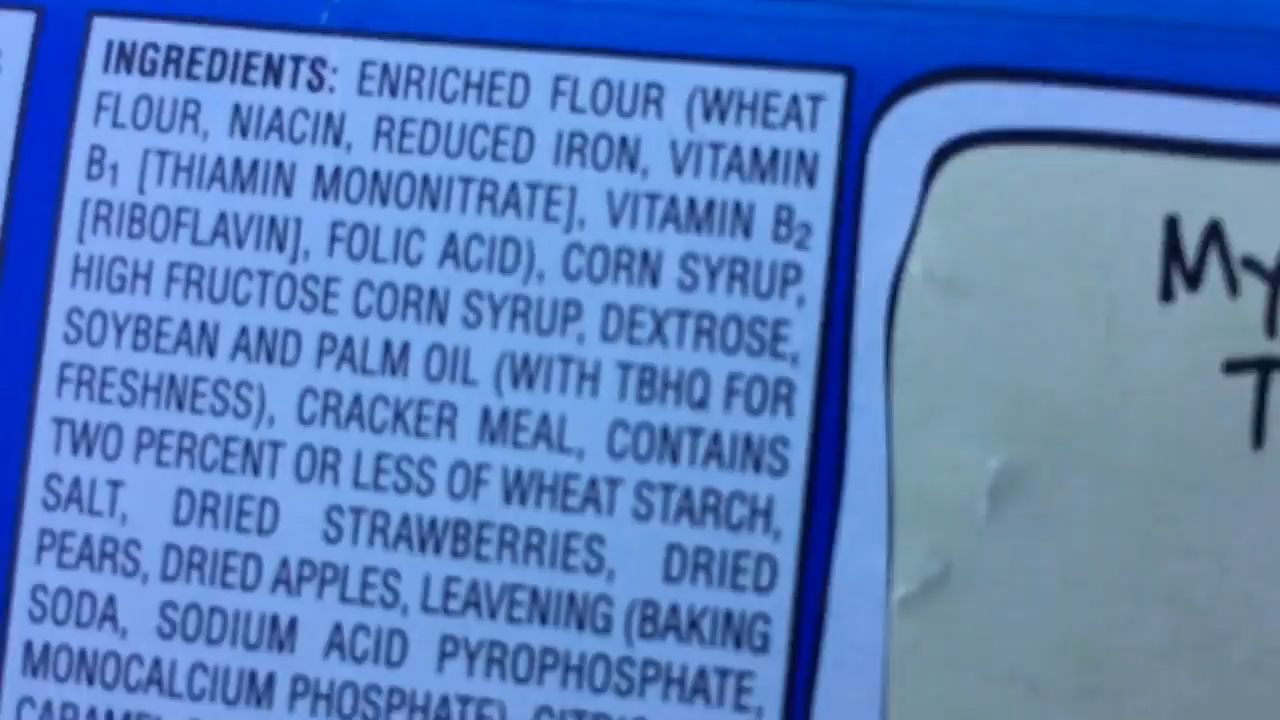 INGREDIENTS: ENRICHED FLOUR (WHEAT
FLOUR, NIACIN, REDUCED IRON, VITAMIN
B1 [THIAMIN MONONITRATE], VITAMIN B2
[RIBOFLAVIN], FOLIC ACID), CORN SYRUP,
HIGH FRUCTOSE CORN SYRUP, DEXTROSE,
SOYBEAN AND PALM OIL (WITH TBHQ FOR
FRESHNESS), CRACKER MEAL, CONTAINS
TWO PERCENT OR LESS OF WHEAT STARCH,
SALT, DRIED STRAWBERRIES, DRIED
PEARS, DRIED APPLES, LEAVENING (BAKING
SODA, SODIUM ACID PYROPHOSPHATE,
MONOCALCIUM PHOSPHATE),
My
T